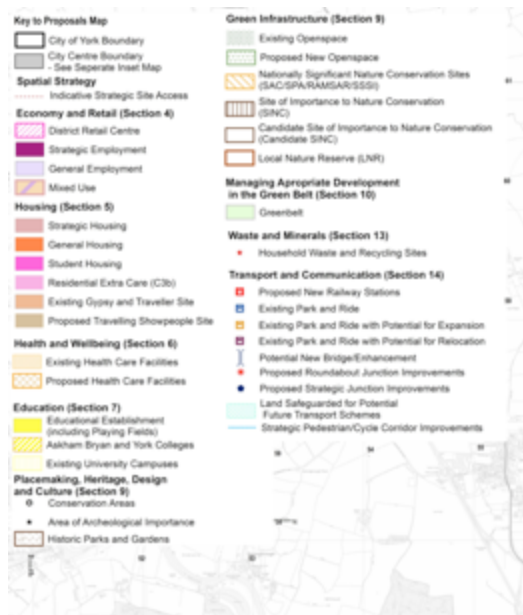 Key to Proposals Map
City of York Boundary
City Centre Boundary
- See Seperate Inset Map
Spatial Strategy
Indicative Strategic Site Access
Economy and Retail (Section 4)
District Retail Centre
Strategic Employment
General Employment
Mixed Use
Housing (Section 5)
Strategic Housing
General Housing
Student Housing
Residential Extra Care (C3b)
Existing Gypsy and Traveller Site
Proposed Travelling Showpeople Site
Health and Wellbeing (Section 6)
Existing Health Care Facilities
Proposed Health Care Facilities
Education (Section 7)
Educational Establishment
(including Playing Fields)
Askham Bryan and York Colleges
Existing University Campuses
Placemaking, Heritage, Design
and Culture (Section 9)
Conservation Areas
Area of Archeological Importance
Historic Parks and Gardens
Green Infrastructure (Section 9)
Existing Openspace
Proposed New Openspace
Nationally Significant Nature Conservation Sites
(SAC/SPA/RAMSAR/SSSI)
Site of Importance to Nature Conservation
(SINC)
Candidate Site of Importance to Nature Conservation
(Candidate SINC)
Local Nature Reserve (LNR)
Managing Apropriate Development
in the Green Belt (Section 10)
Greenbelt
Waste and Minerals (Section 13)
Household Waste and Recycling Sites
Transport and Communication (Section 14)
Proposed New Railway Stations
Existing Park and Ride
Existing Park and Ride with Potential for Expansion
Existing Park and Ride with Potential for Relocation
Potential New Bridge/Enhancement
Proposed Roundabout Junction Improvements
Proposed Strategic Junction Improvements
Land Safeguarded for Potential
Future Transport Schemes
Strategic Pedestrian/Cycle Corridor Improvements